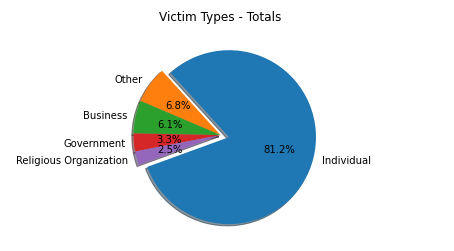 Victim Types - Totals
Other
6.8%
Business
6.1%
Government
3.3%
Religious Organization
2.5%
81.2%
Individual